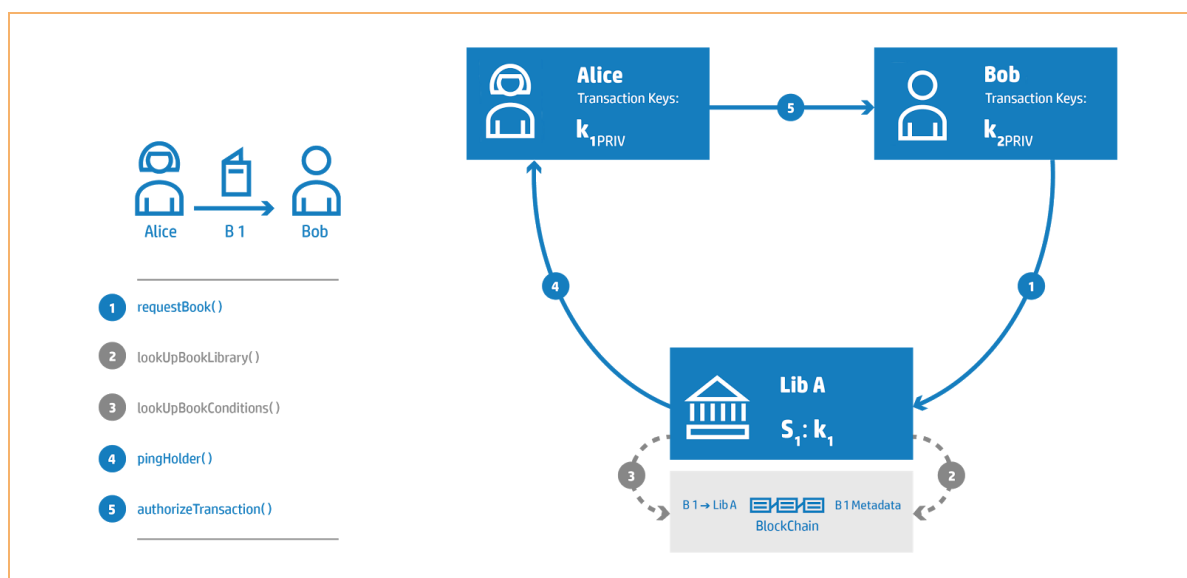 Alice
Transaction Keys:
k1PRIV
5
Bob
Transaction Keys:
k2PRIV
Alice
B 1
Bob
1 requestBook( )
2 lookUpBookLibrary( )
3 lookUpBookConditions( )
4 pingHolder( )
5 authorizeTransaction( )
4
1
Lib A
S1: k1
3
2
B 1 → Lib A
B 1 Metadata
BlockChain